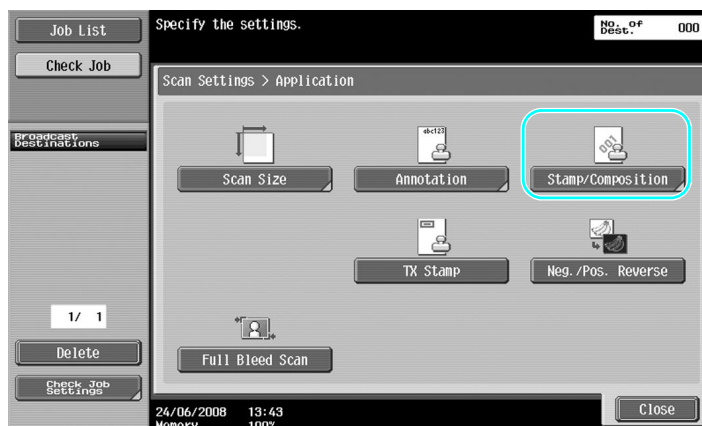 Job List
Check Job
Broadcast
Destinations
1/ 1
Delete
Check Job
Settings
Specify the settings.
No. of
Dest. 000
Scan Settings > Application
abc123
Scan Size
Annotation
001
Stamp/Composition
TX Stamp
Neg./Pos. Reverse
Full Bleed Scan
Close
24/06/2008 13:43
Memory 100%